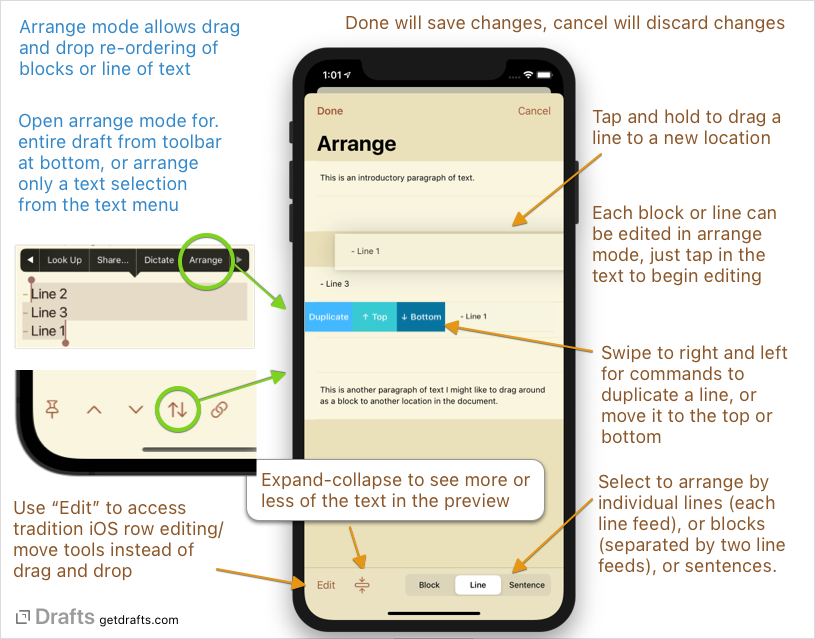 Arrange mode allows drag
and drop re-ordering of
blocks or line of text
Done will save changes, cancel will discard changes
Open arrange mode for.
entire draft from toolbar
at bottom, or arrange
only a text selection
from the text menu
Look Up Share... Dictate Arrange
- Line 2
- Line 3
- Line 1
Use “Edit” to access
tradition iOS row editing/
move tools instead of
drag and drop
1:01
Done Cancel
Arrange
This is an introductory paragraph of text.
- Line 1
- Line 3
Duplicate ↑ Top ↓ Bottom - Line 1
This is another paragraph of text I might like to drag around
as a block to another location in the document.
Expand-collapse to see more or
less of the text in the preview
Edit Block Line Sentence
Tap and hold to drag a
line to a new location
Each block or line can
be edited in arrange
mode, just tap in the
text to begin editing
Swipe to right and left
for commands to
duplicate a line, or
move it to the top or
bottom
Select to arrange by
individual lines (each
line feed), or blocks
(separated by two line
feeds), or sentences.
Drafts getdrafts.com